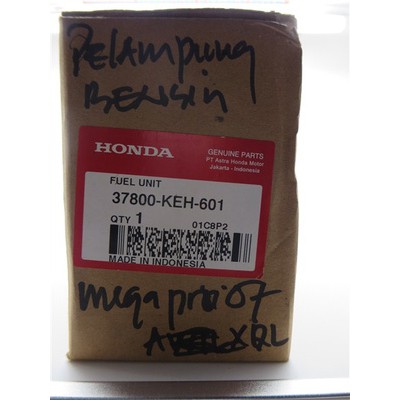 PELAMPUNG
BENSIN
HONDA
GENUINE PARTS
PT Astra Honda Motor
Jakarta - Indonesia
FUEL UNIT
37800-KEH-601
QTY 1
01C8P2
MADE IN INDONESIA
mega pro
XRL